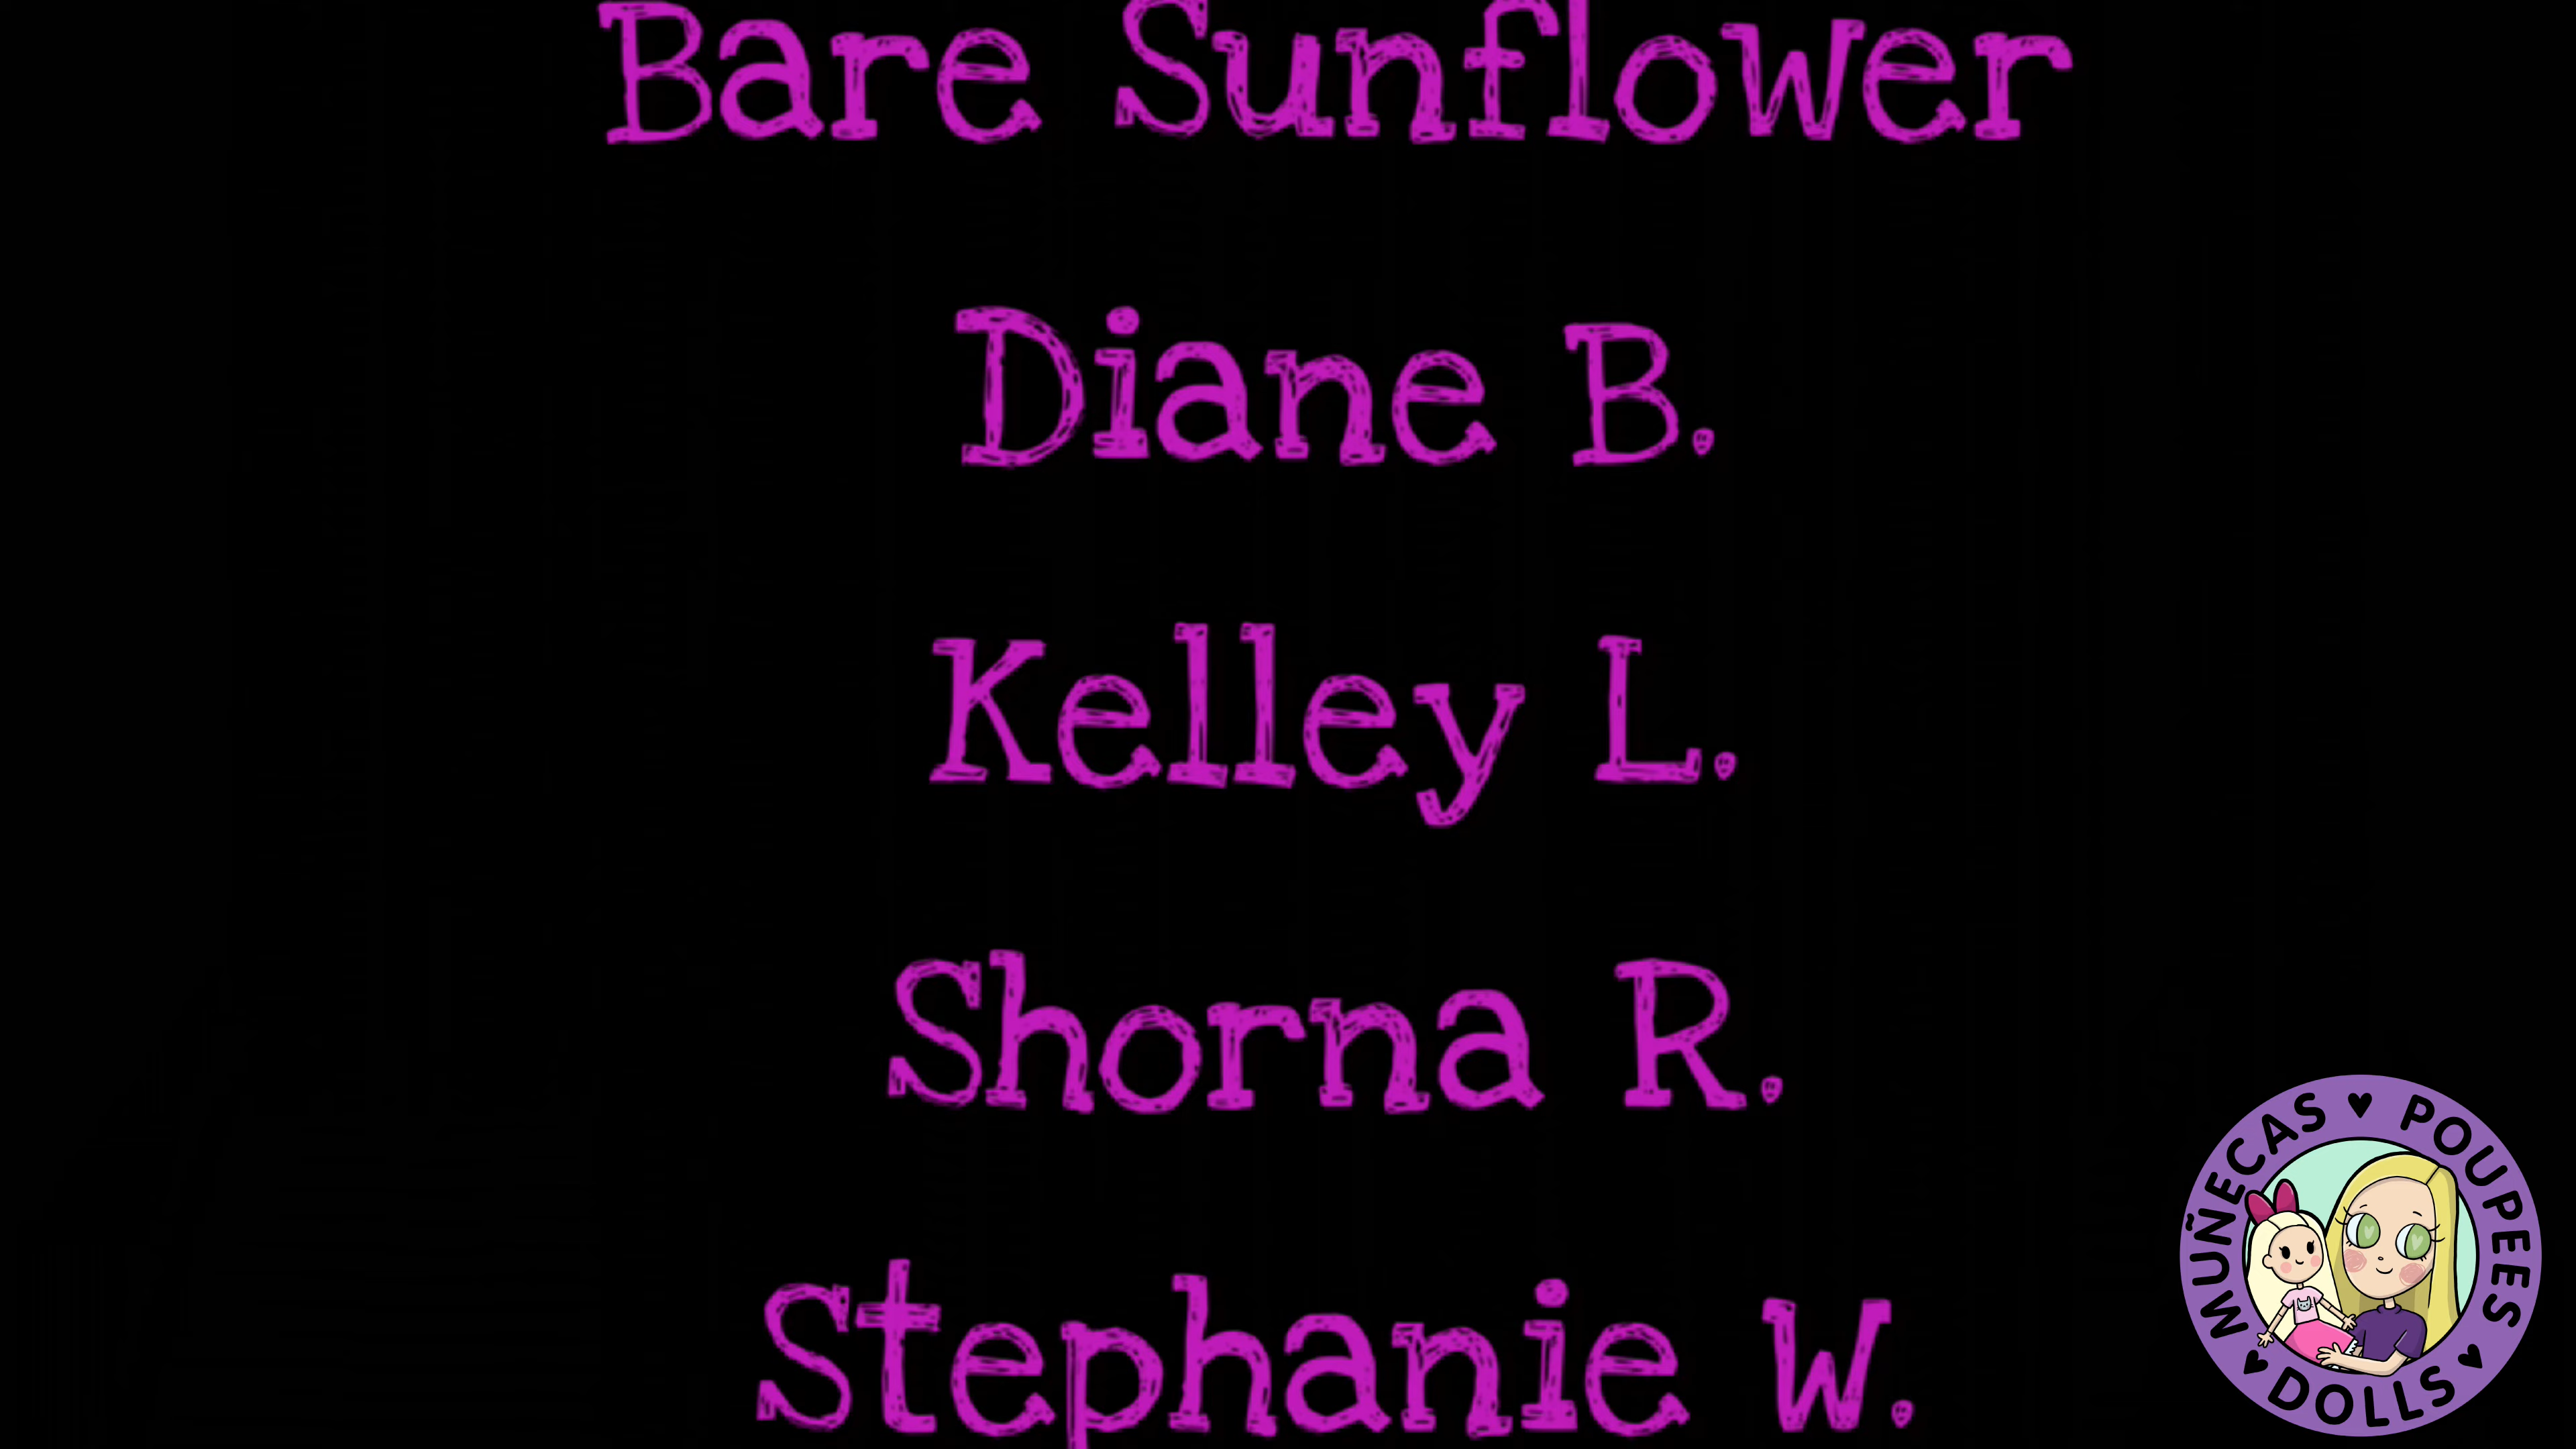 Bare Sunflower
Diane B.
Kelley L.
Shorna R.
Stephanie W.
MUÑECAS ♥ POUPEES ♥ DOLLS ♥